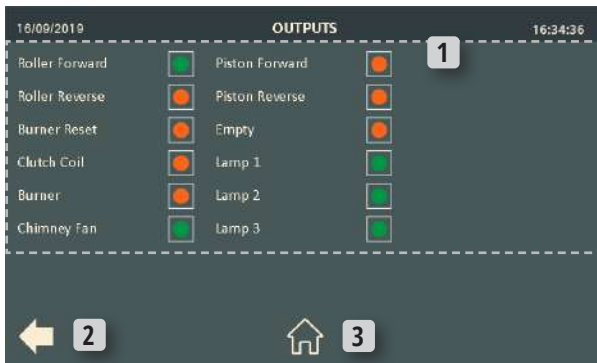 16/09/2019 OUTPUTS 16:34:36
1
Roller Forward Piston Forward
Roller Reverse Piston Reverse
Burner Reset Empty
Clutch Coil Lamp 1
Burner Lamp 2
Chimney Fan Lamp 3
2 3